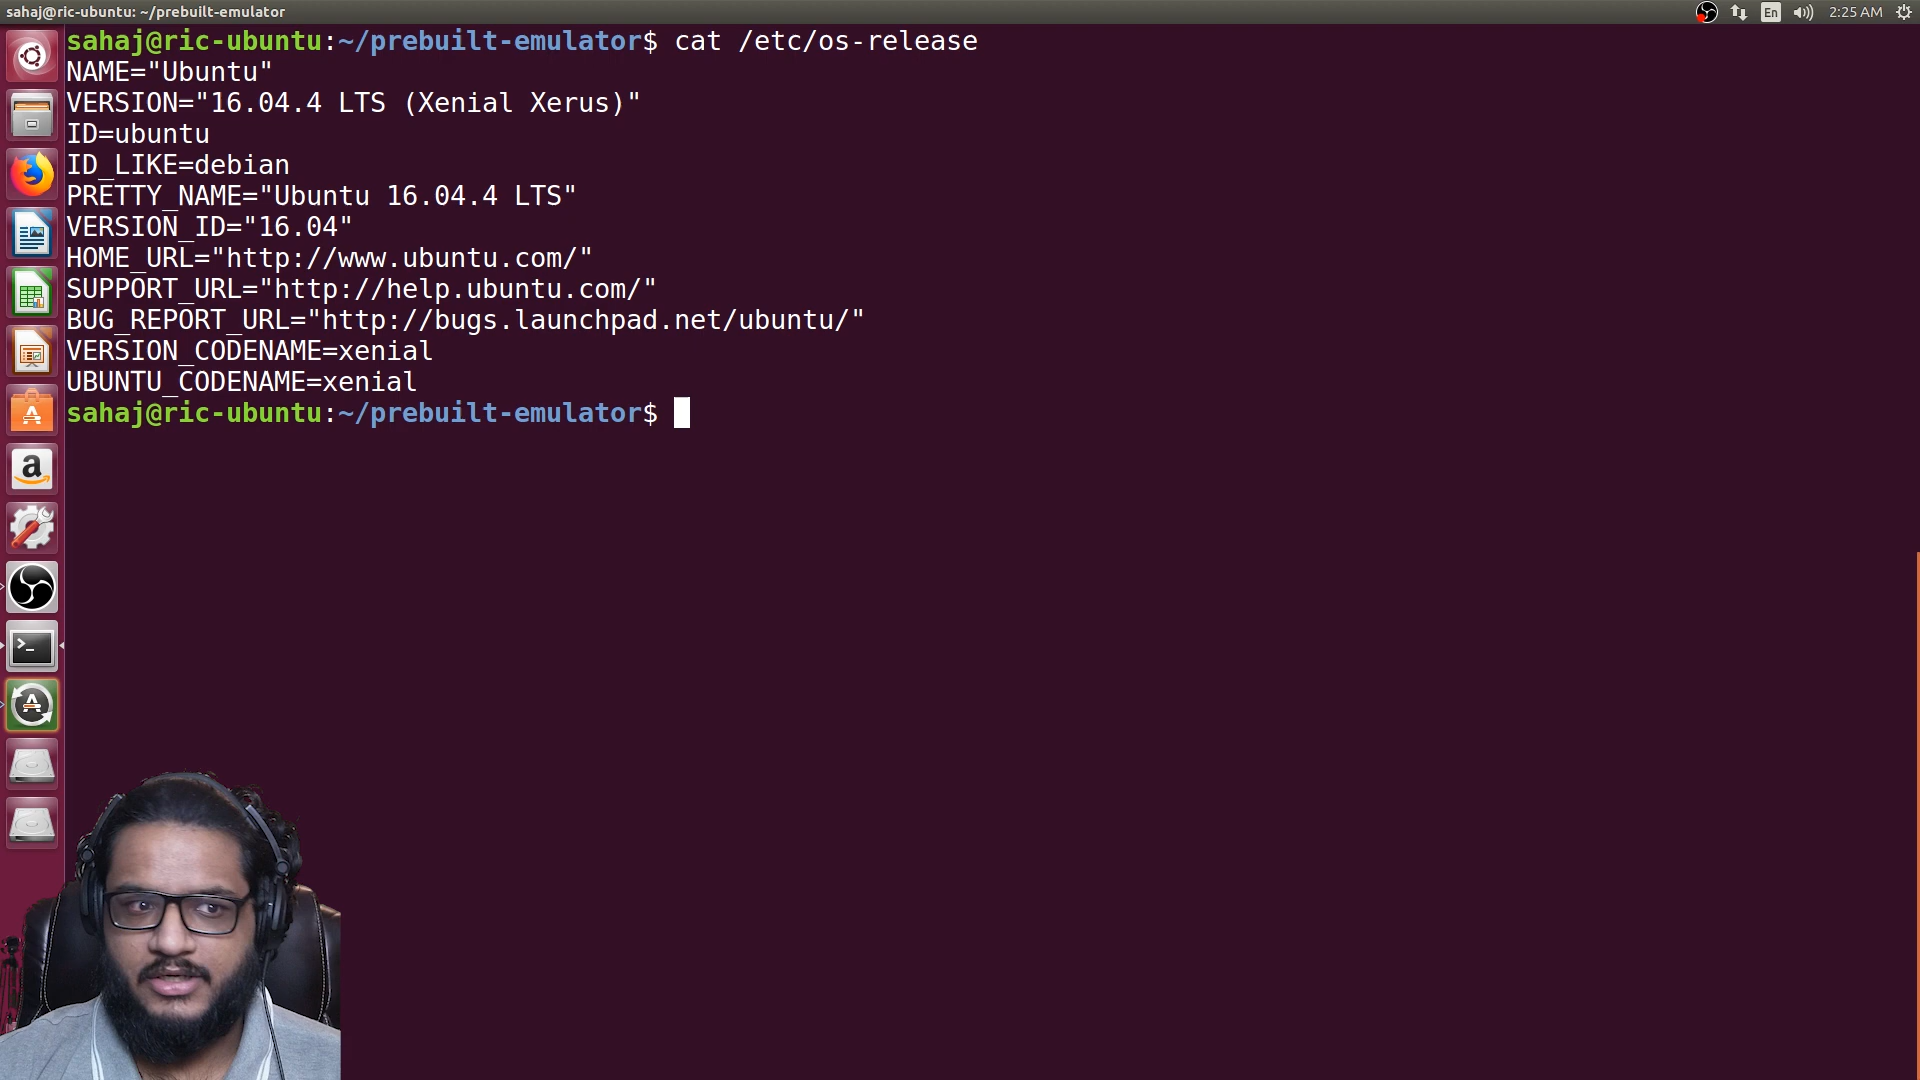 sahaj@ric-ubuntu: ~/prebuilt-emulator
En
2:25 AM
sahaj@ric-ubuntu:~/prebuilt-emulator$ cat /etc/os-release
NAME="Ubuntu"
VERSION="16.04.4 LTS (Xenial Xerus)"
ID=ubuntu
ID_LIKE=debian
PRETTY_NAME="Ubuntu 16.04.4 LTS"
VERSION_ID="16.04"
HOME_URL="http://www.ubuntu.com/"
SUPPORT_URL="http://help.ubuntu.com/"
BUG_REPORT_URL="http://bugs.launchpad.net/ubuntu/"
VERSION_CODENAME=xenial
UBUNTU_CODENAME=xenial
sahaj@ric-ubuntu:~/prebuilt-emulator$